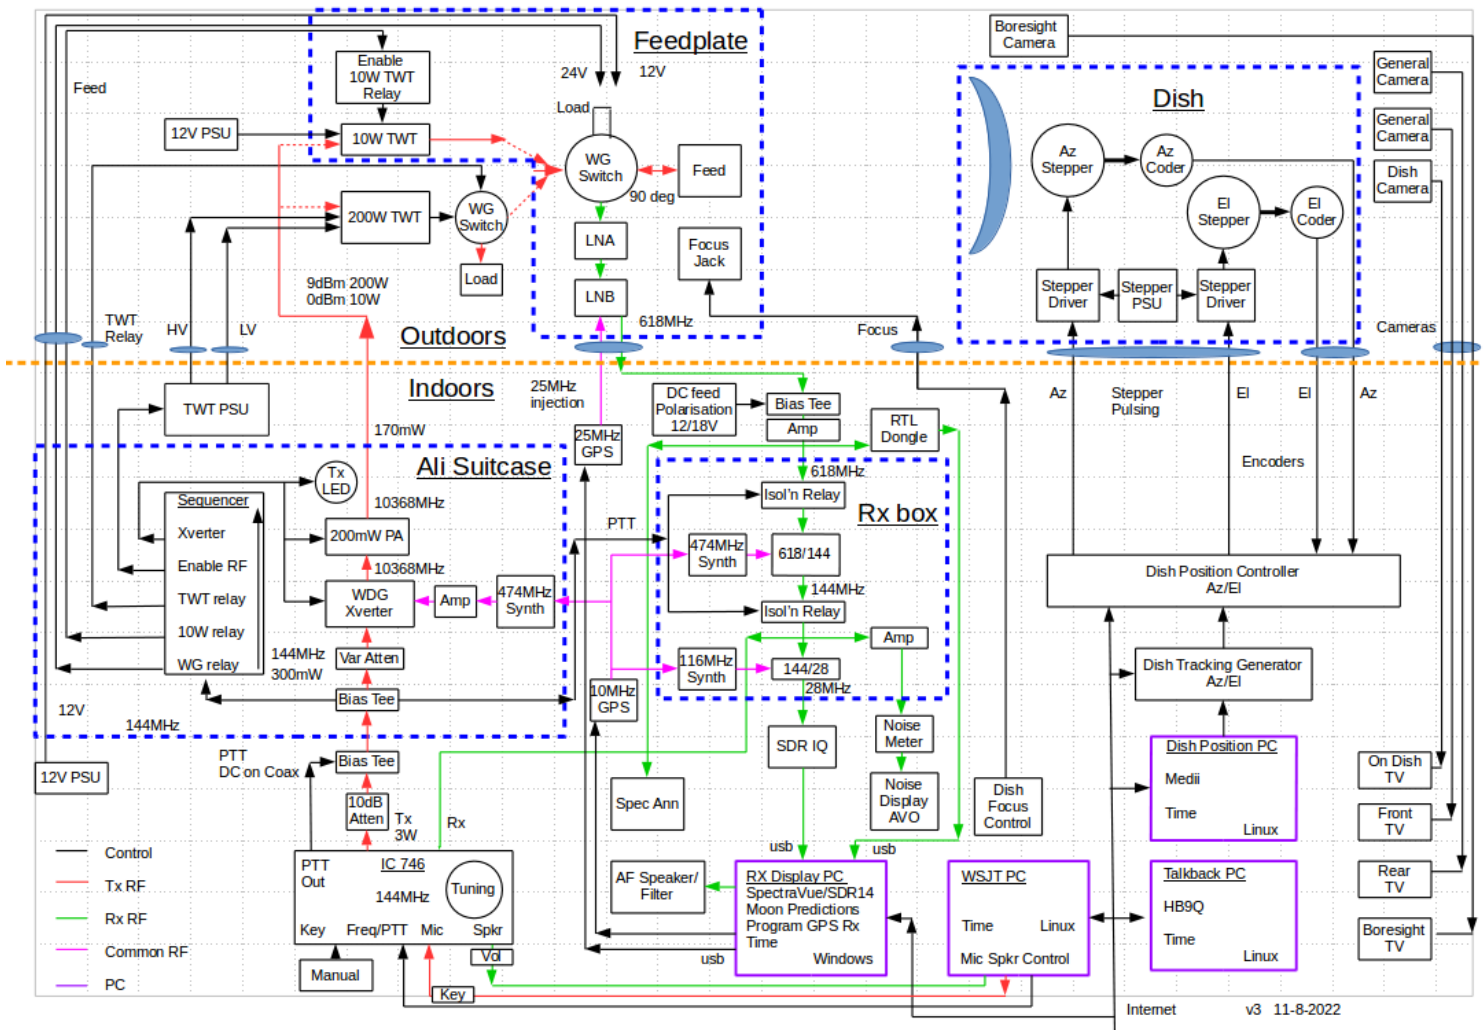 Feedplate
Boresight
Camera
Enable
10W TWT
Relay
24V
12V
General
Camera
Feed
Dish
Load
General
Camera
12V PSU
10W TWT
WG
Switch
Feed
90 deg
Az
Stepper
Az
Coder
Dish
Camera
200W TWT
WG
Switch
El
Stepper
El
Coder
LNA
Focus
Jack
Load
9dBm 200W
0dBm 10W
LNB
Stepper
Driver
Stepper
PSU
Stepper
Driver
TWT
Relay
HV
LV
618MHz
Focus
Cameras
Outdoors
Indoors
25MHz
injection
DC feed
Polarisation
12/18V
Bias Tee
Amp
RTL
Dongle
Az
Stepper
Pulsing
El
El
Az
TWT PSU
170mW
25MHz
GPS
Encoders
Ali Suitcase
Tx
LED
618MHz
Isol'n Relay
Rx box
Sequencer
Xverter
Enable RF
TWT relay
10W relay
WG relay
10368MHz
200mW PA
10368MHz
WDG
Xverter
Amp
474MHz
Synth
PTT
474MHz
Synth
618/144
144MHz
Isol'n Relay
Dish Position Controller
Az/El
Amp
144MHz
300mW
Var Atten
Bias Tee
116MHz
Synth
144/28
28MHz
Dish Tracking Generator
Az/El
10MHz
GPS
12V
144MHz
12V PSU
PTT
DC on Coax
Bias Tee
SDR IQ
Noise
Meter
Dish Position PC
Medii
Time
Linux
On Dish
TV
10dB
Atten
Tx
3W
Rx
Spec Ann
Noise
Display
AVO
Dish
Focus
Control
Front
TV
usb
usb
Control
Tx RF
Rx RF
Common RF
PC
PTT
Out
IC 746
144MHz
Tuning
Key
Freq/PTT
Mic
Spkr
Vol
Manual
Key
AF Speaker/
Filter
usb
RX Display PC
SpectraVue/SDR14
Moon Predictions
Program GPS Rx
Time
Windows
WSJT PC
Time
Linux
Mic Spkr Control
Talkback PC
HB9Q
Time
Linux
Rear
TV
Boresight
TV
Internet
v3 11-8-2022